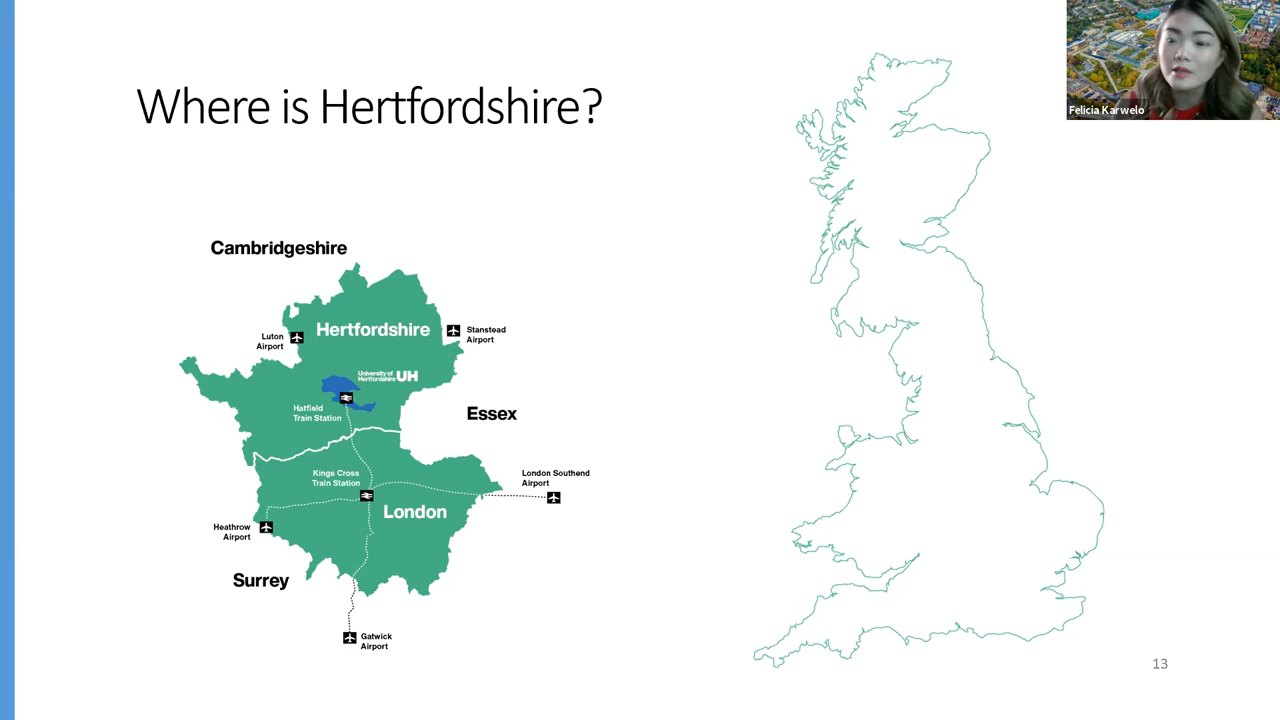 Where is Hertfordshire?
Felicia Karwelo
Cambridgeshire
Luton
Airport
Hertfordshire
Stanstead
Airport
University of
Hertfordshire UH
Hatfield
Train Station
Essex
Kings Cross
Train Station
London Southend
Airport
London
Heathrow
Airport
Surrey
Gatwick
Airport
13